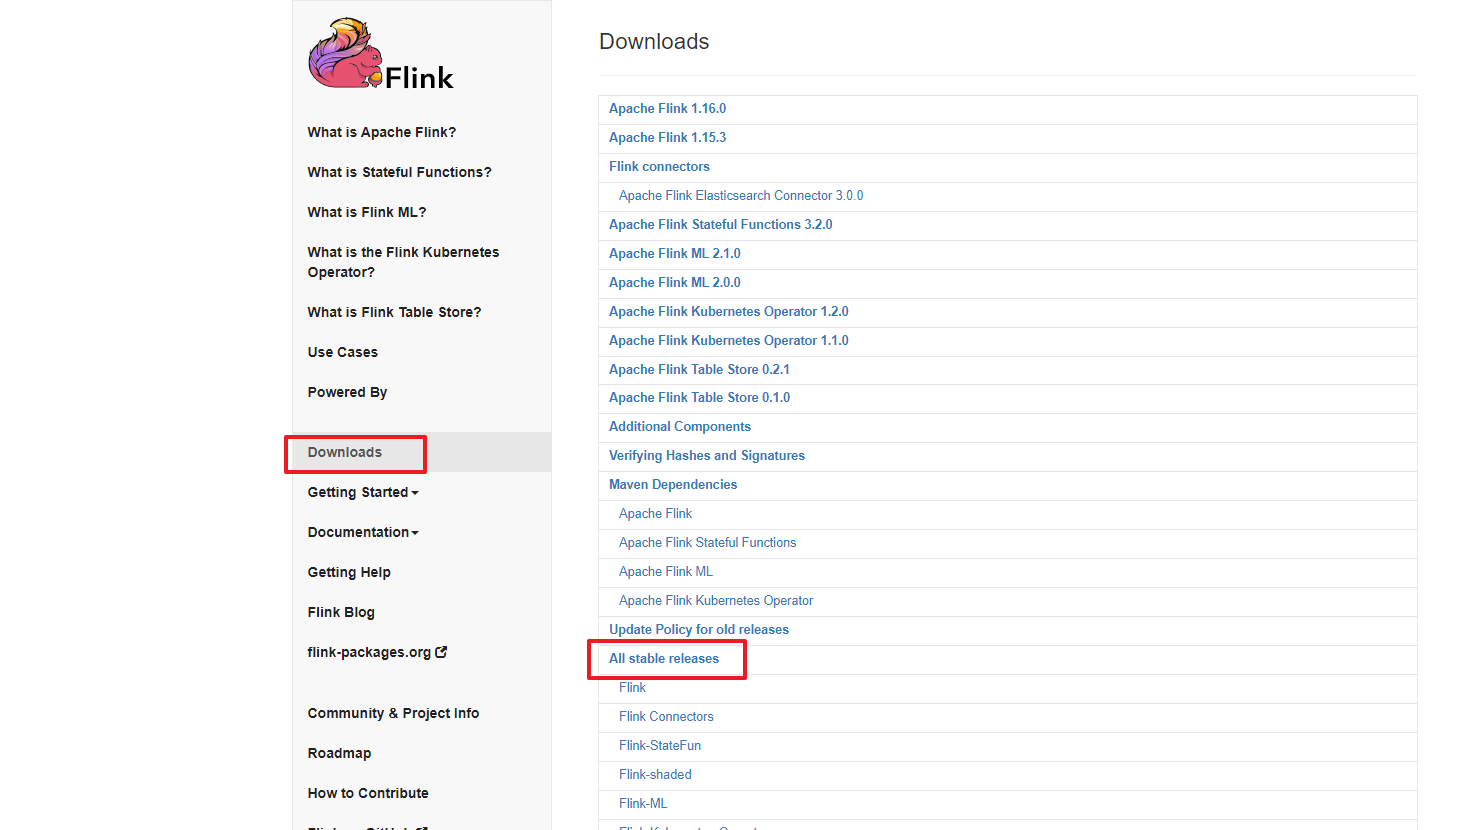 Flink
What is Apache Flink?
What is Stateful Functions?
What is Flink ML?
What is the Flink Kubernetes
Operator?
What is Flink Table Store?
Use Cases
Powered By
Downloads
Getting Started
Documentation
Getting Help
Flink Blog
flink-packages.org
Community & Project Info
Roadmap
How to Contribute
Downloads
Apache Flink 1.16.0
Apache Flink 1.15.3
Flink connectors
Apache Flink Elasticsearch Connector 3.0.0
Apache Flink Stateful Functions 3.2.0
Apache Flink ML 2.1.0
Apache Flink ML 2.0.0
Apache Flink Kubernetes Operator 1.2.0
Apache Flink Kubernetes Operator 1.1.0
Apache Flink Table Store 0.2.1
Apache Flink Table Store 0.1.0
Additional Components
Verifying Hashes and Signatures
Maven Dependencies
Apache Flink
Apache Flink Stateful Functions
Apache Flink ML
Apache Flink Kubernetes Operator
Update Policy for old releases
All stable releases
Flink
Flink Connectors
Flink-StateFun
Flink-shaded
Flink-ML